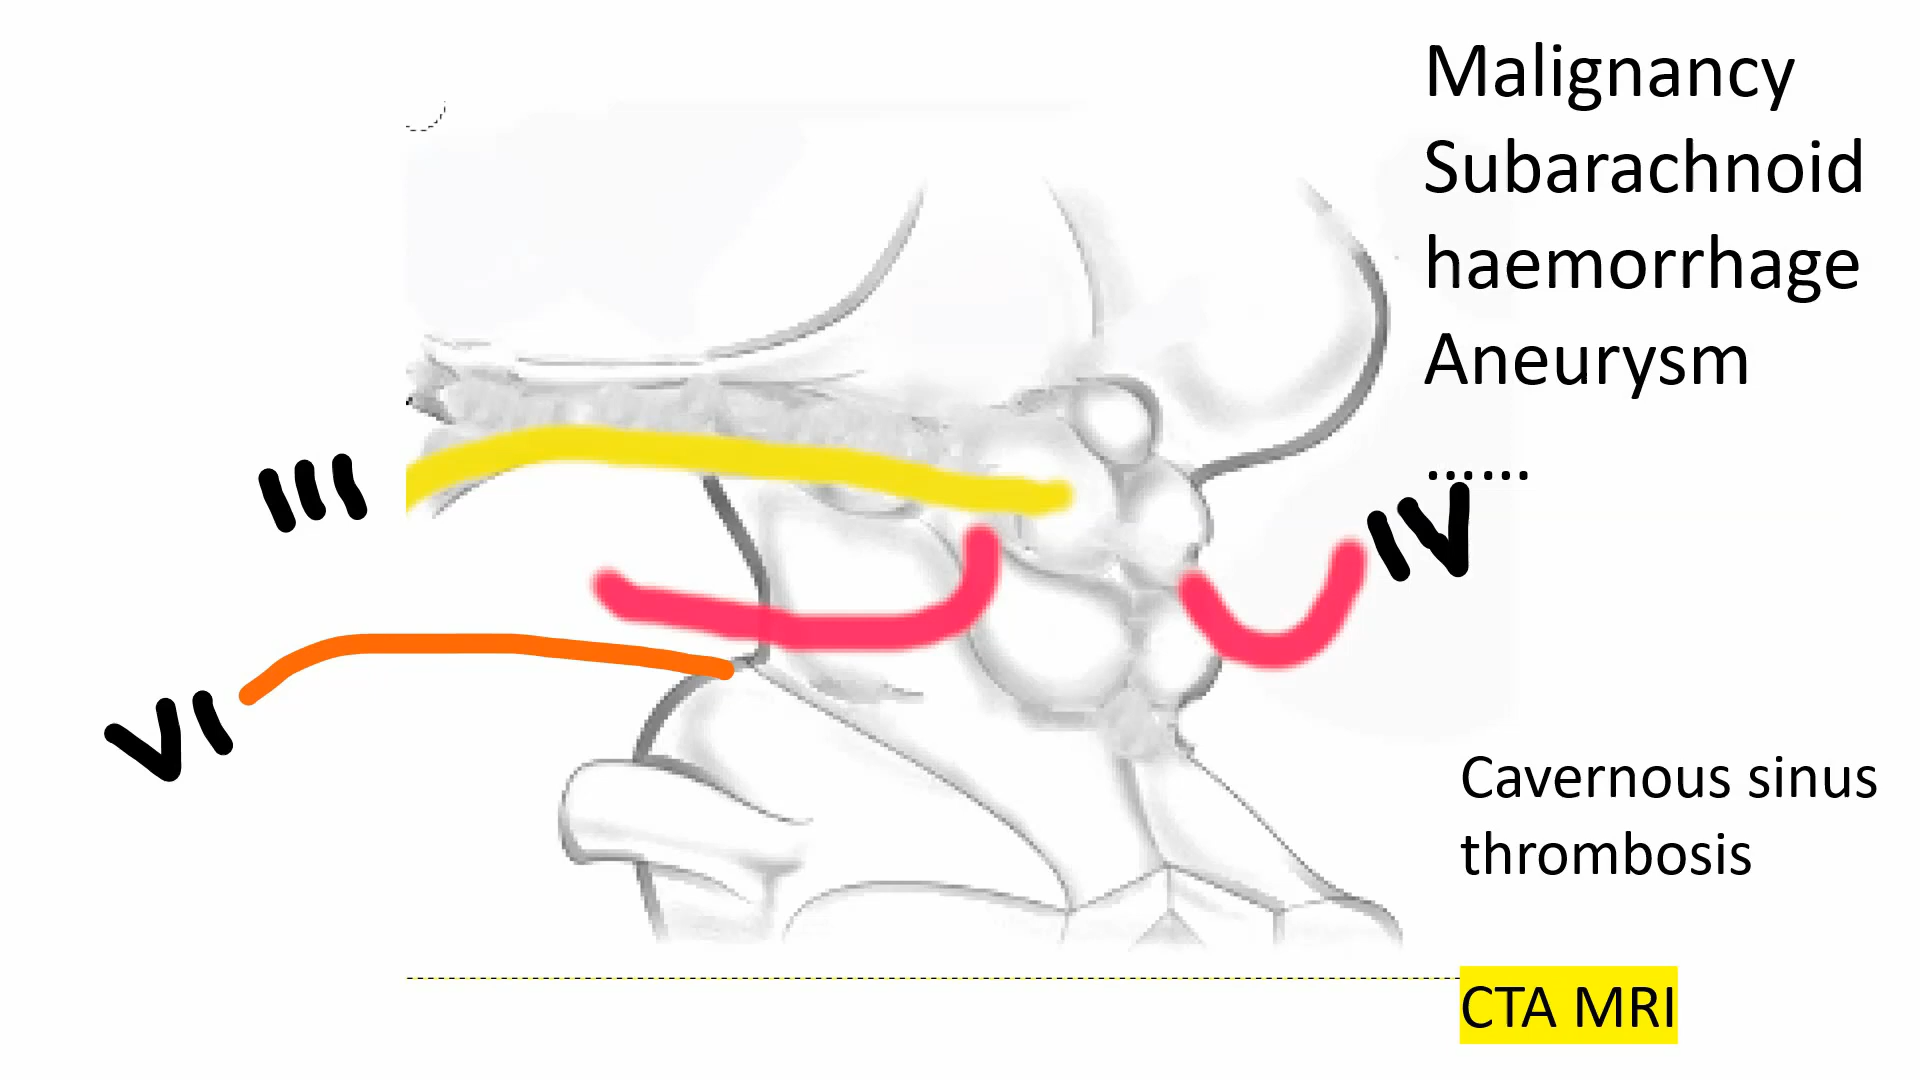 Malignancy
Subarachnoid
haemorrhage
Aneurysm
......
III
IV
VI
Cavernous sinus
thrombosis
CTA MRI